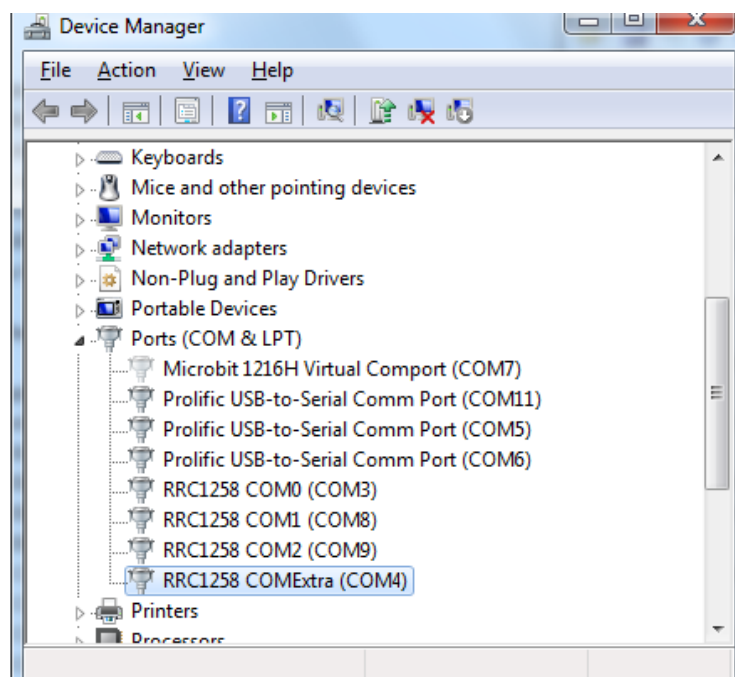 Device Manager
File Action View Help
Keyboards
Mice and other pointing devices
Monitors
Network adapters
Non-Plug and Play Drivers
Portable Devices
Ports (COM & LPT)
Microbit 1216H Virtual Comport (COM7)
Prolific USB-to-Serial Comm Port (COM11)
Prolific USB-to-Serial Comm Port (COM5)
Prolific USB-to-Serial Comm Port (COM6)
RRC1258 COM0 (COM3)
RRC1258 COM1 (COM8)
RRC1258 COM2 (COM9)
RRC1258 COMExtra (COM4)
Printers
Processors